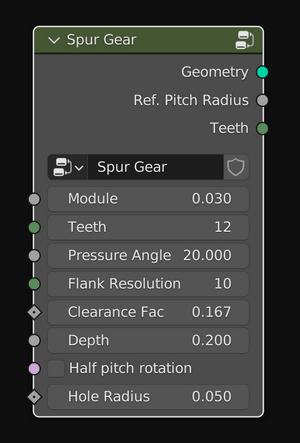 Spur Gear
Geometry
Ref. Pitch Radius
Teeth
Spur Gear
Module 0.030
Teeth 12
Pressure Angle 20.000
Flank Resolution 10
Clearance Fac 0.167
Depth 0.200
Half pitch rotation
Hole Radius 0.050